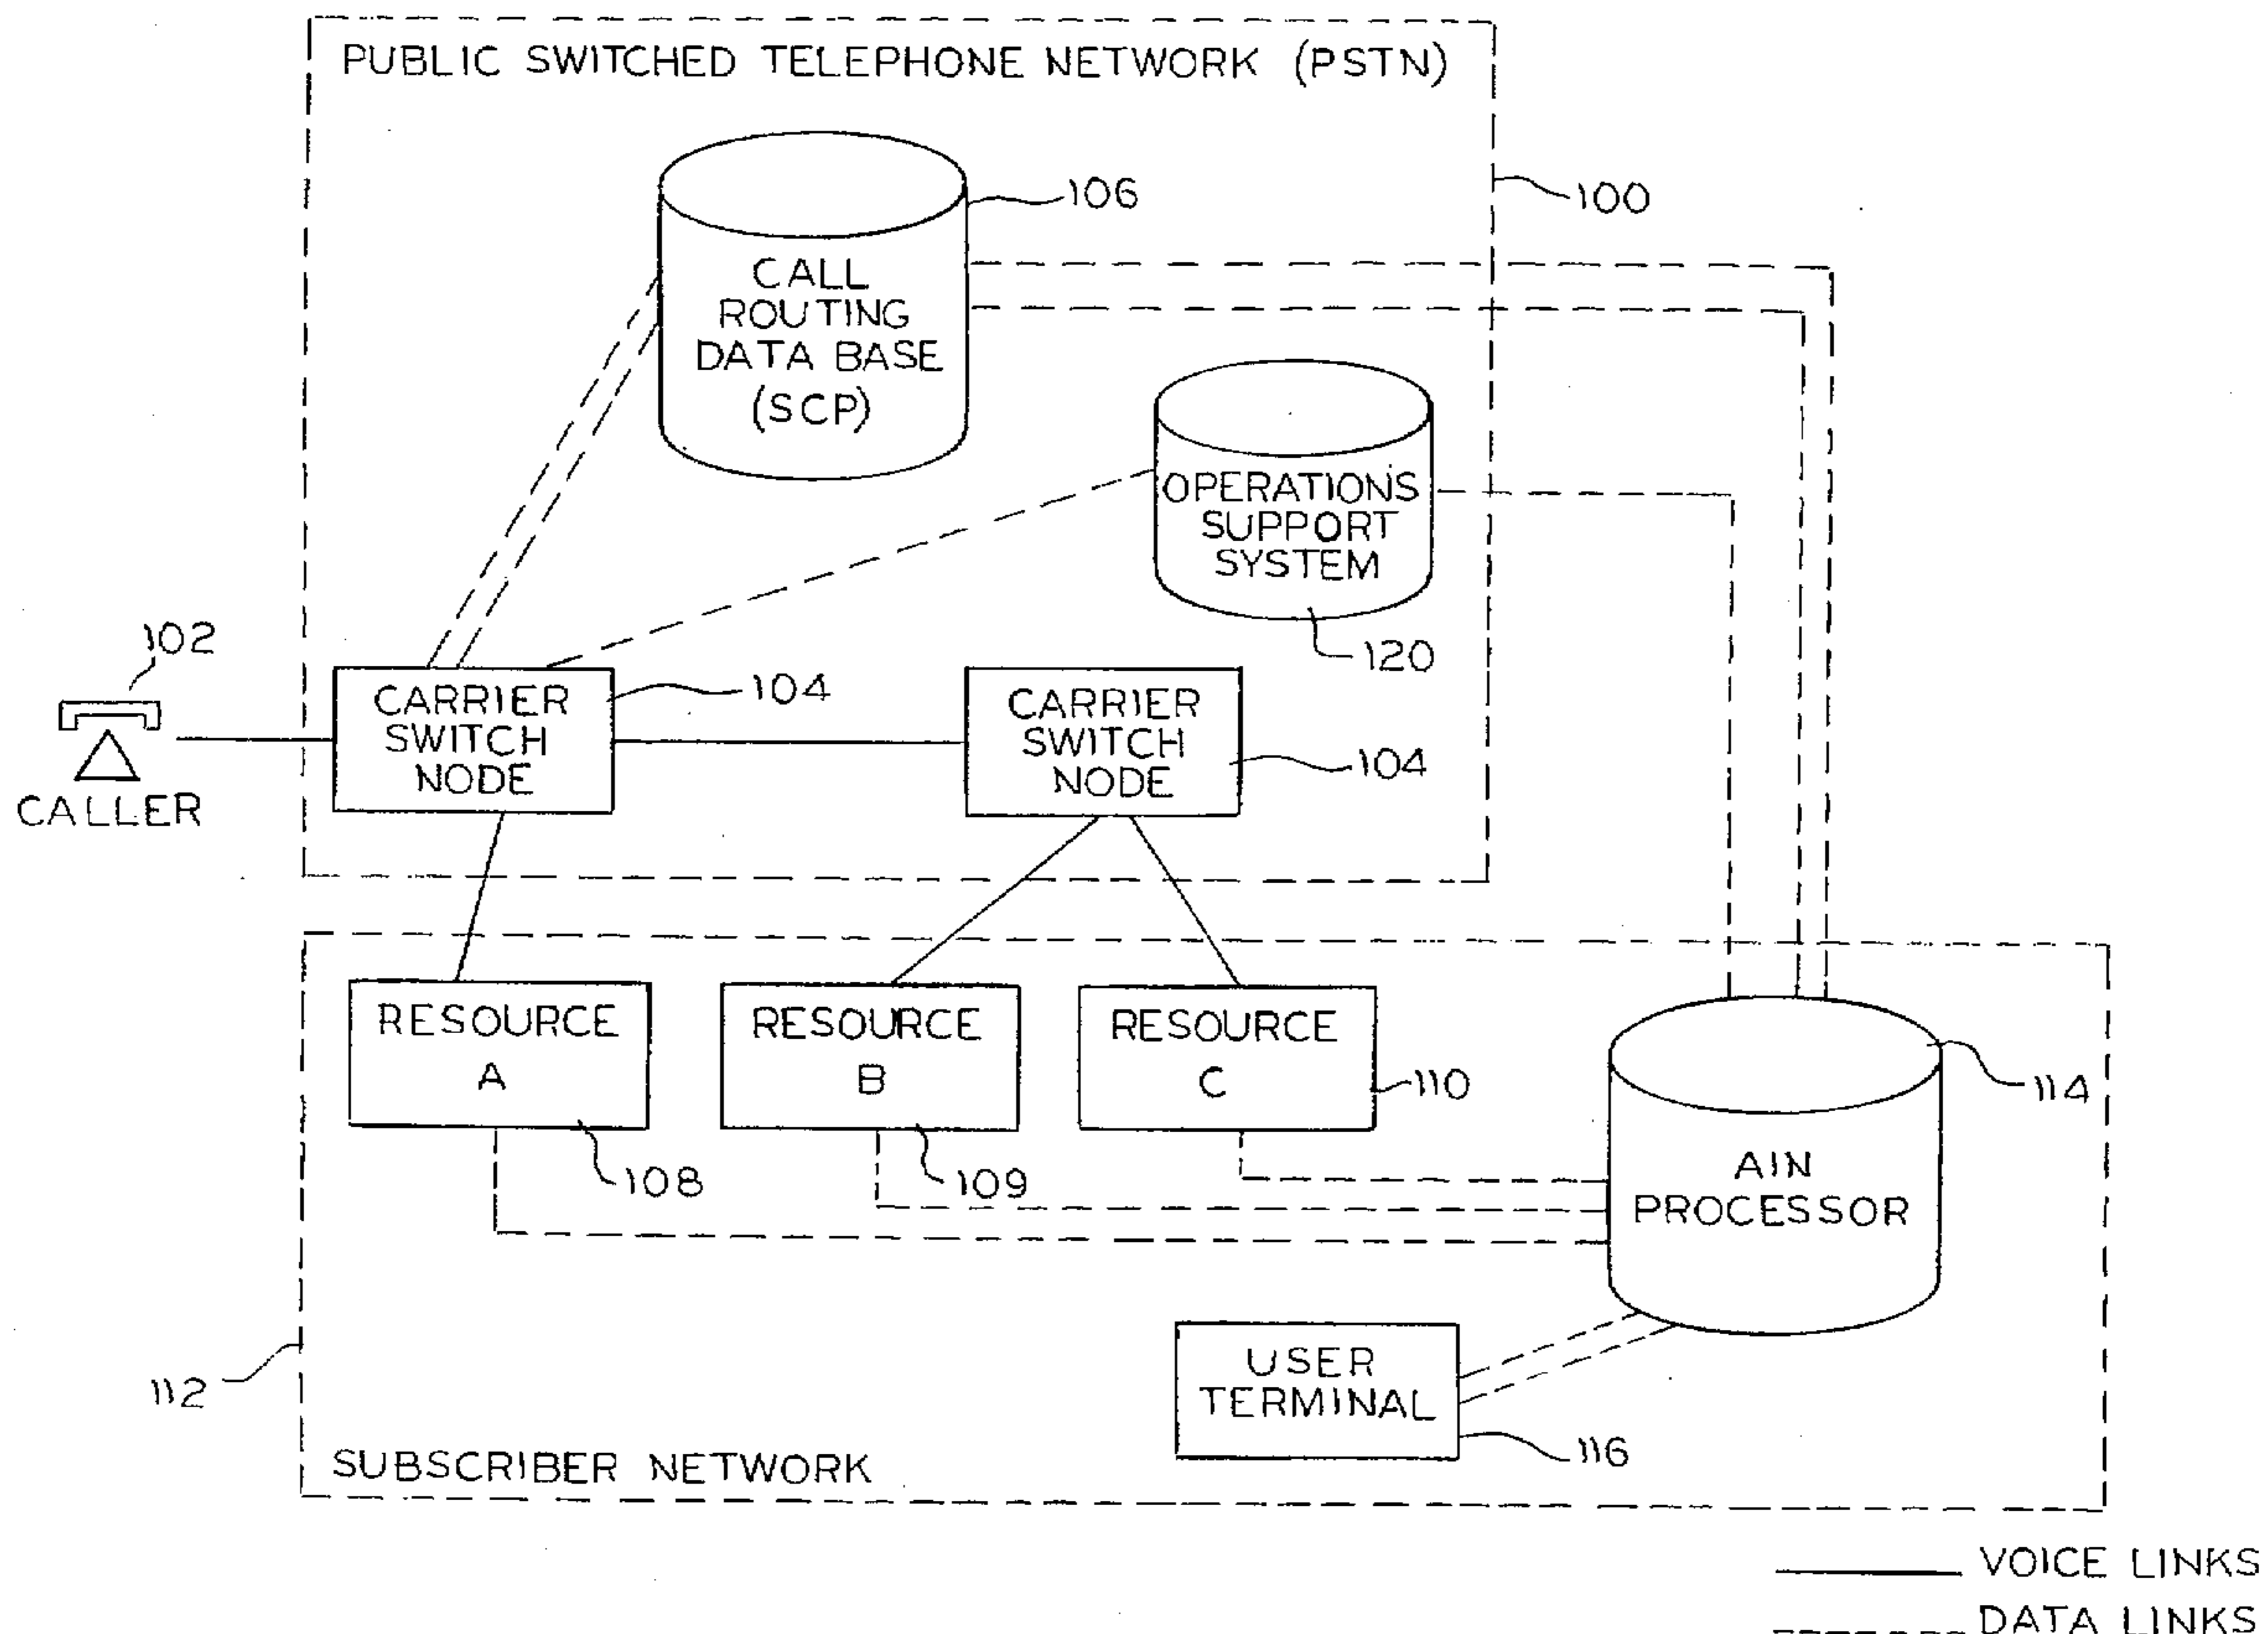 PUBLIC SWITCHED TELEPHONE NETWORK (PSTN)
106
100
CALL
ROUTING
DATA BASE
(SCP)
OPERATIONS
SUPPORT
SYSTEM
120
102
CALLER
CARRIER
SWITCH
NODE
104
CARRIER
SWITCH
NODE
104
RESOURCE
A
108
RESOURCE
B
109
RESOURCE
C
110
114
AIN
PROCESSOR
USER
TERMINAL
116
112
SUBSCRIBER NETWORK
VOICE LINKS
DATA LINKS